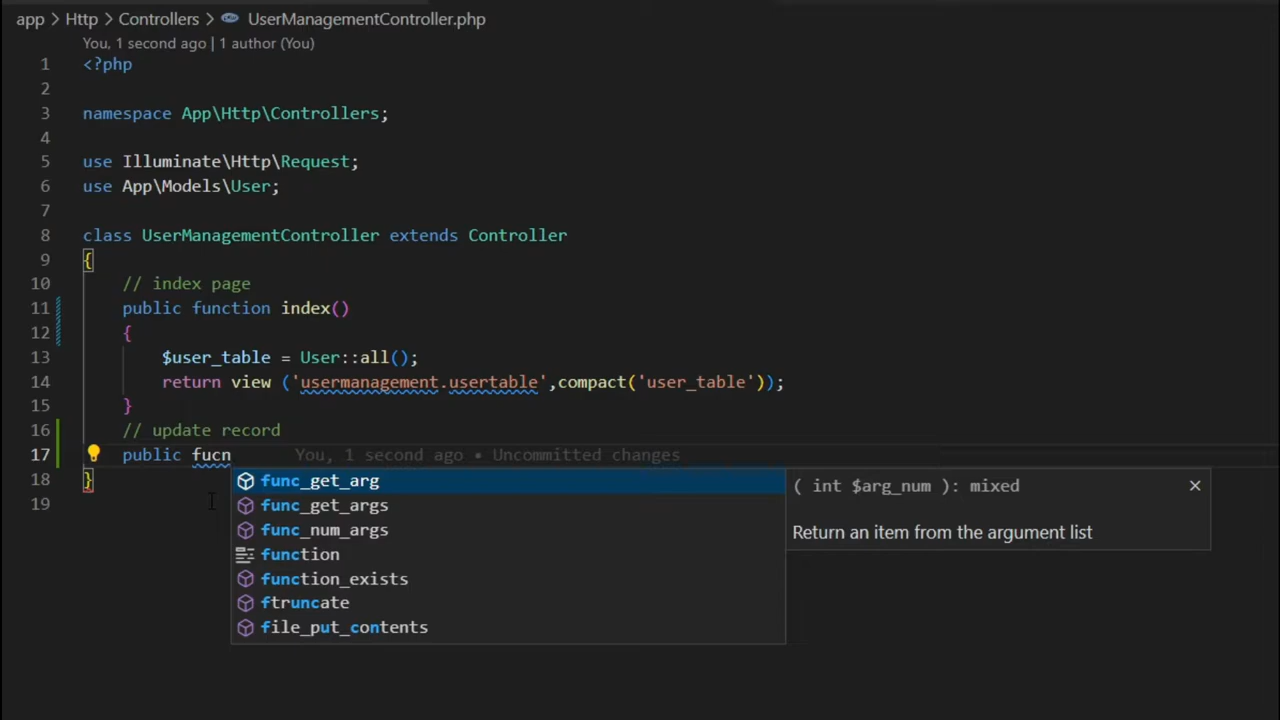 app > Http > Controllers > UserManagementController.php
You, 1 second ago | 1 author (You)
1 <?php
2
3 namespace App\Http\Controllers;
4
5 use Illuminate\Http\Request;
6 use App\Models\User;
7
8 class UserManagementController extends Controller
9 {
10 // index page
11 public function index()
12 {
13 $user_table = User::all();
14 return view ('usermanagement.usertable',compact('user_table'));
15 }
16 // update record
17 public fucn You, 1 second ago • Uncommitted changes
18 }
19
func_get_arg
func_get_args
func_num_args
function
function_exists
ftruncate
file_put_contents
( int $arg_num ): mixed ×
Return an item from the argument list